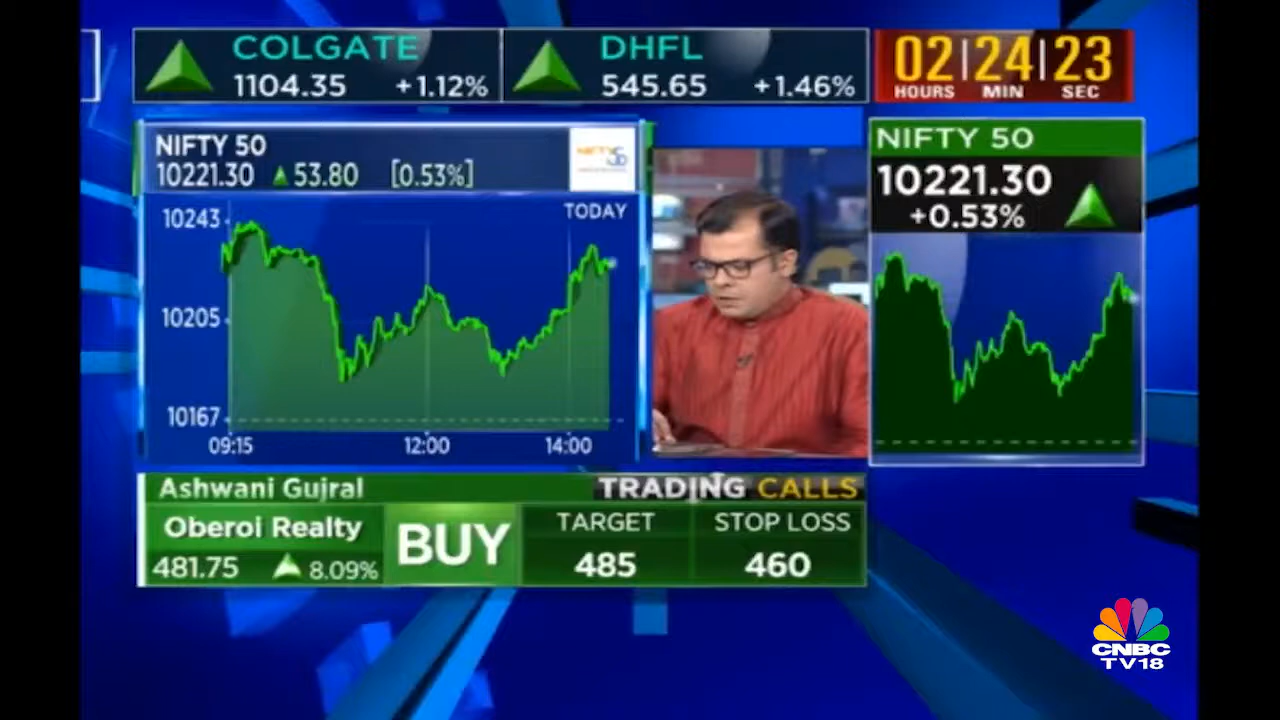 COLGATE
1104.35 +1.12%
DHFL
545.65 +1.46%
02|24|23
HOURS MIN SEC
NIFTY 50
10221.30 53.80 [0.53%]
TODAY
10243
10205
10167
09:15 12:00 14:00
NIFTY 50
10221.30
+0.53%
Ashwani Gujral
TRADING CALLS
Oberoi Realty
481.75 8.09%
BUY
TARGET
485
STOP LOSS
460
CNBC
TV18